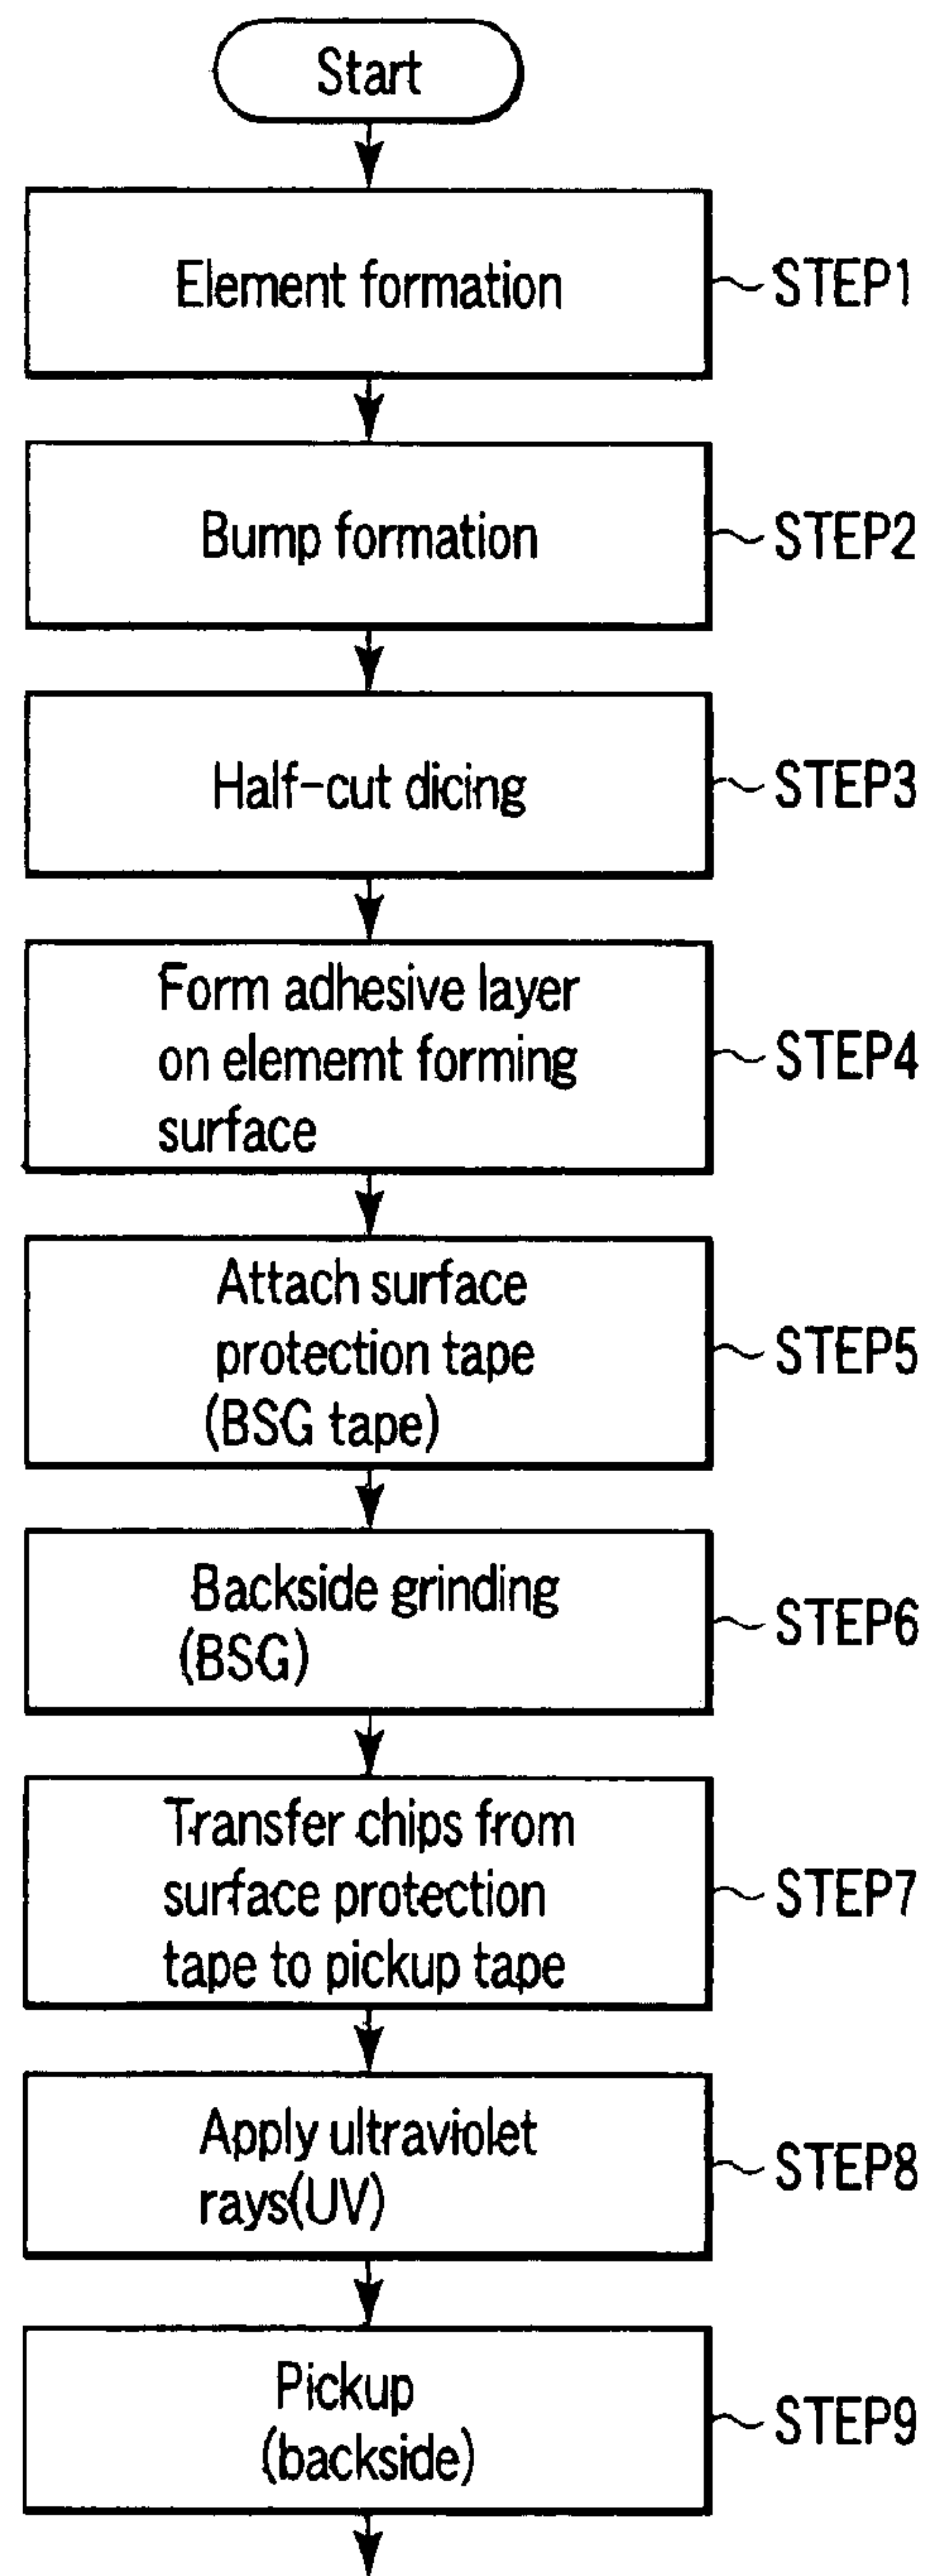 Start
Element formation
STEP1
Bump formation
STEP2
Half-cut dicing
STEP3
Form adhesive layer
on elememt forming
surface
STEP4
Attach surface
protection tape
(BSG tape)
STEP5
Backside grinding
(BSG)
STEP6
Transfer chips from
surface protection
tape to pickup tape
STEP7
Apply ultraviolet
rays(UV)
STEP8
Pickup
(backside)
STEP9